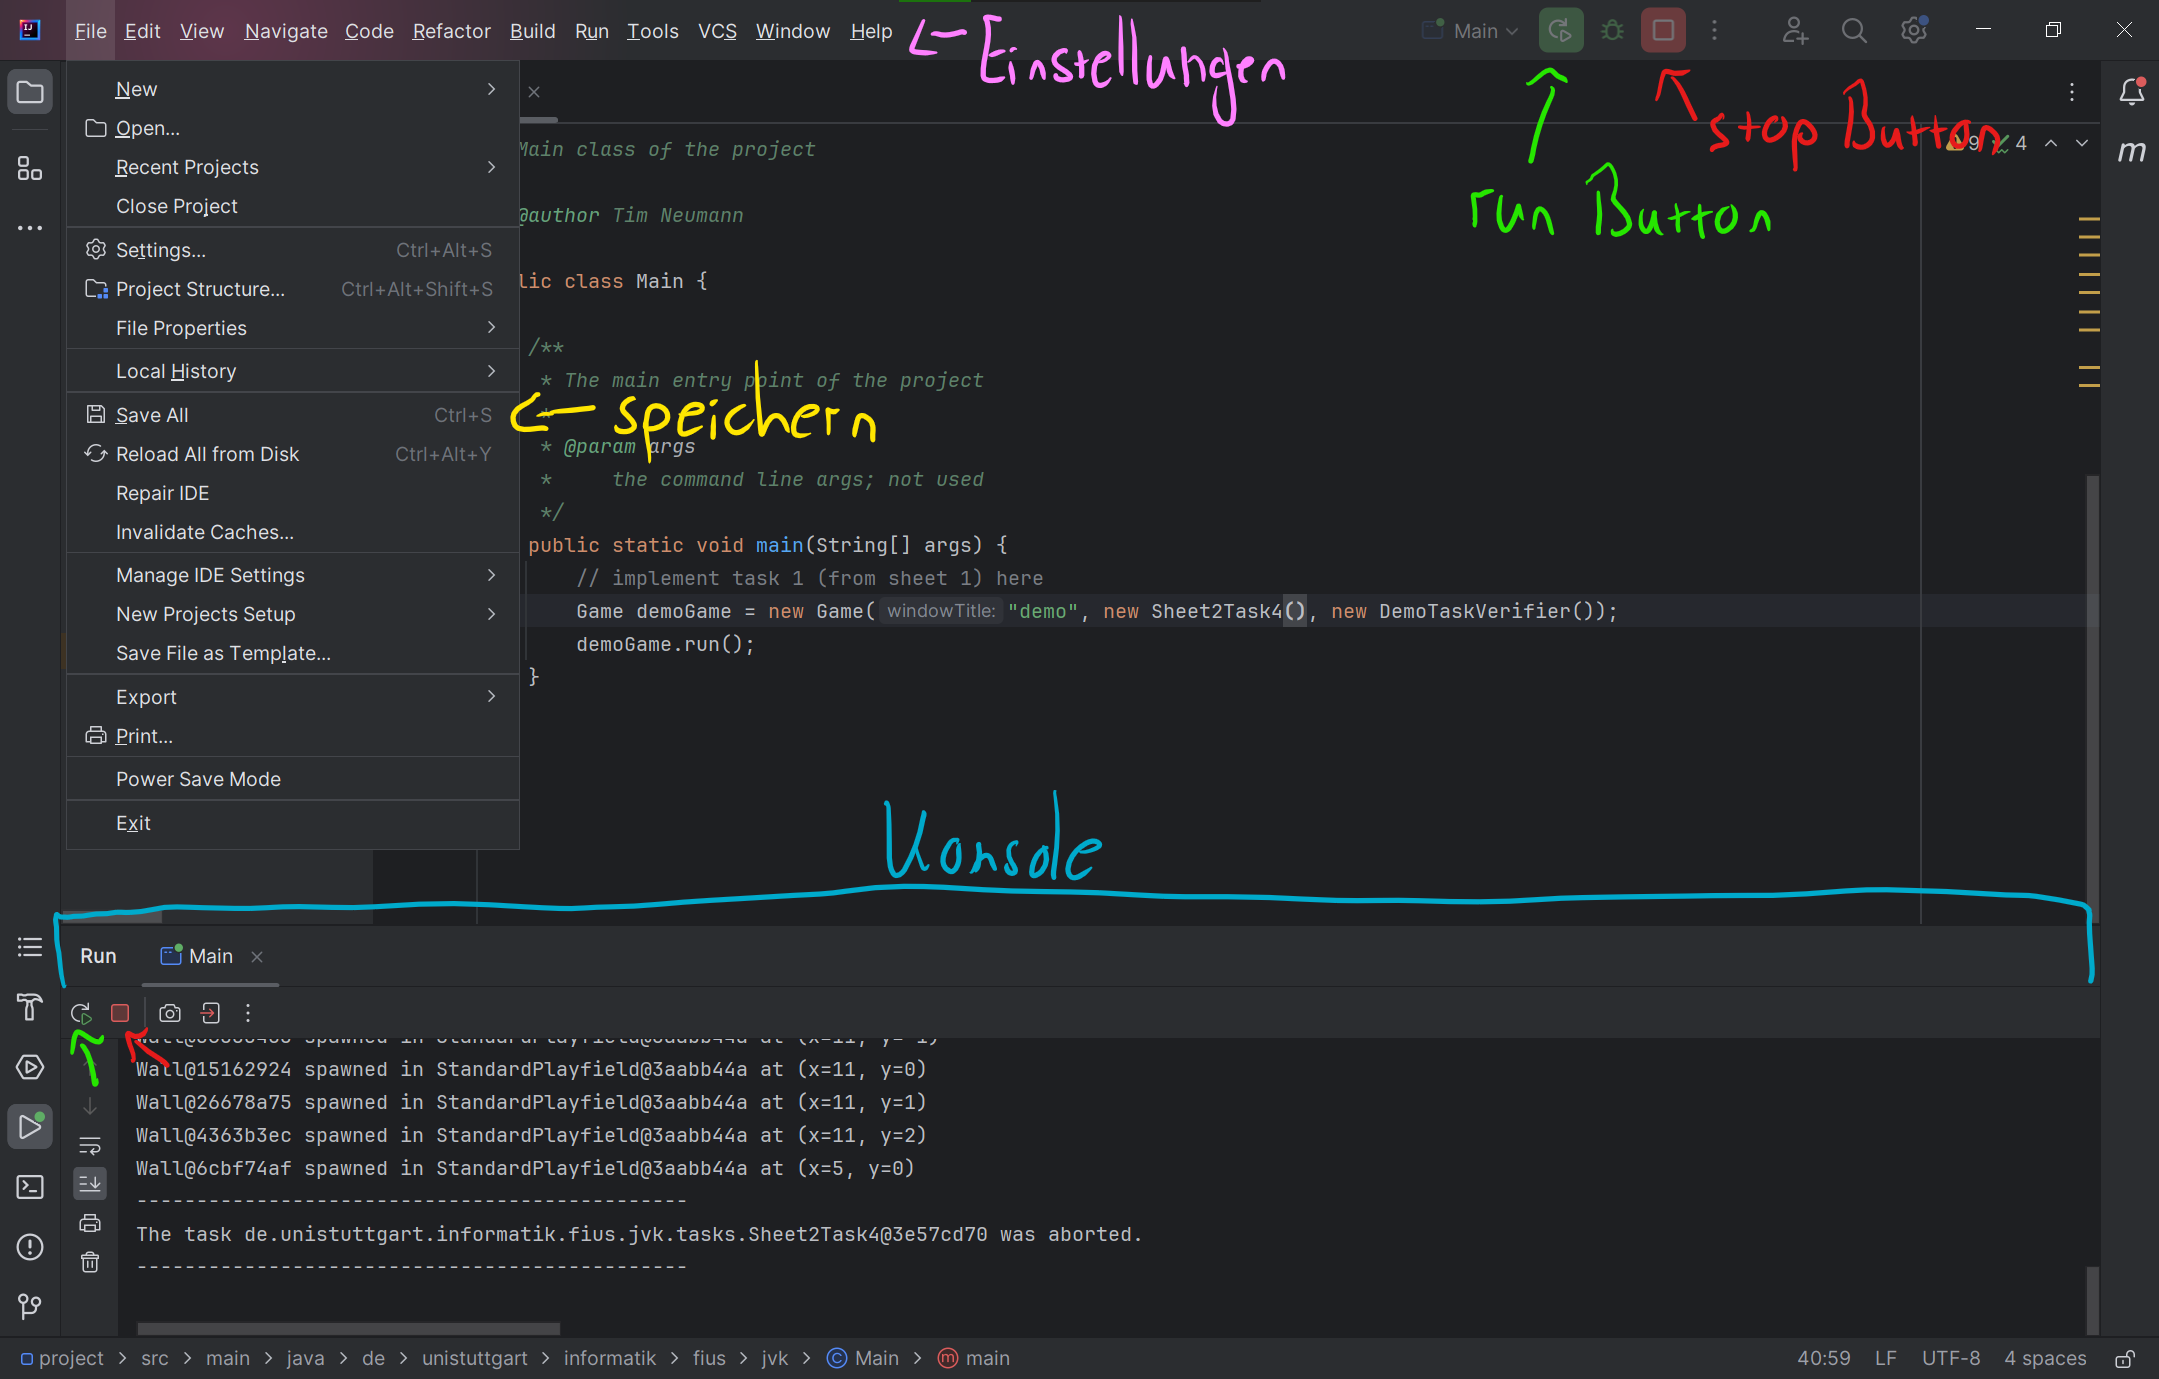 File Edit View Navigate Code Refactor Build Run Tools VCS Window Help
Einstellungen
Main
New
Open...
Recent Projects
Close Project
Settings... Ctrl+Alt+S
Project Structure... Ctrl+Alt+Shift+S
File Properties
Local History
Save All Ctrl+S
Reload All from Disk Ctrl+Alt+Y
Repair IDE
Invalidate Caches...
Manage IDE Settings
New Projects Setup
Save File as Template...
Export
Print...
Power Save Mode
Exit
stop Button
run Button
9 4
m
speichern
Main class of the project
@author Tim Neumann
lic class Main {
/**
* The main entry point of the project
*
* @param args
* the command line args; not used
*/
public static void main(String[] args) {
// implement task 1 (from sheet 1) here
Game demoGame = new Game( windowTitle: "demo", new Sheet2Task4(), new DemoTaskVerifier());
demoGame.run();
}
Konsole
Run Main
Wall@15162924 spawned in StandardPlayfield@3aabb44a at (x=11, y=0)
Wall@26678a75 spawned in StandardPlayfield@3aabb44a at (x=11, y=1)
Wall@4363b3ec spawned in StandardPlayfield@3aabb44a at (x=11, y=2)
Wall@6cbf74af spawned in StandardPlayfield@3aabb44a at (x=5, y=0)
----------------------------------------------
The task de.unistuttgart.informatik.fius.jvk.tasks.Sheet2Task4@3e57cd70 was aborted.
----------------------------------------------
project > src > main > java > de > unistuttgart > informatik > fius > jvk > Main > main
40:59 LF UTF-8 4 spaces